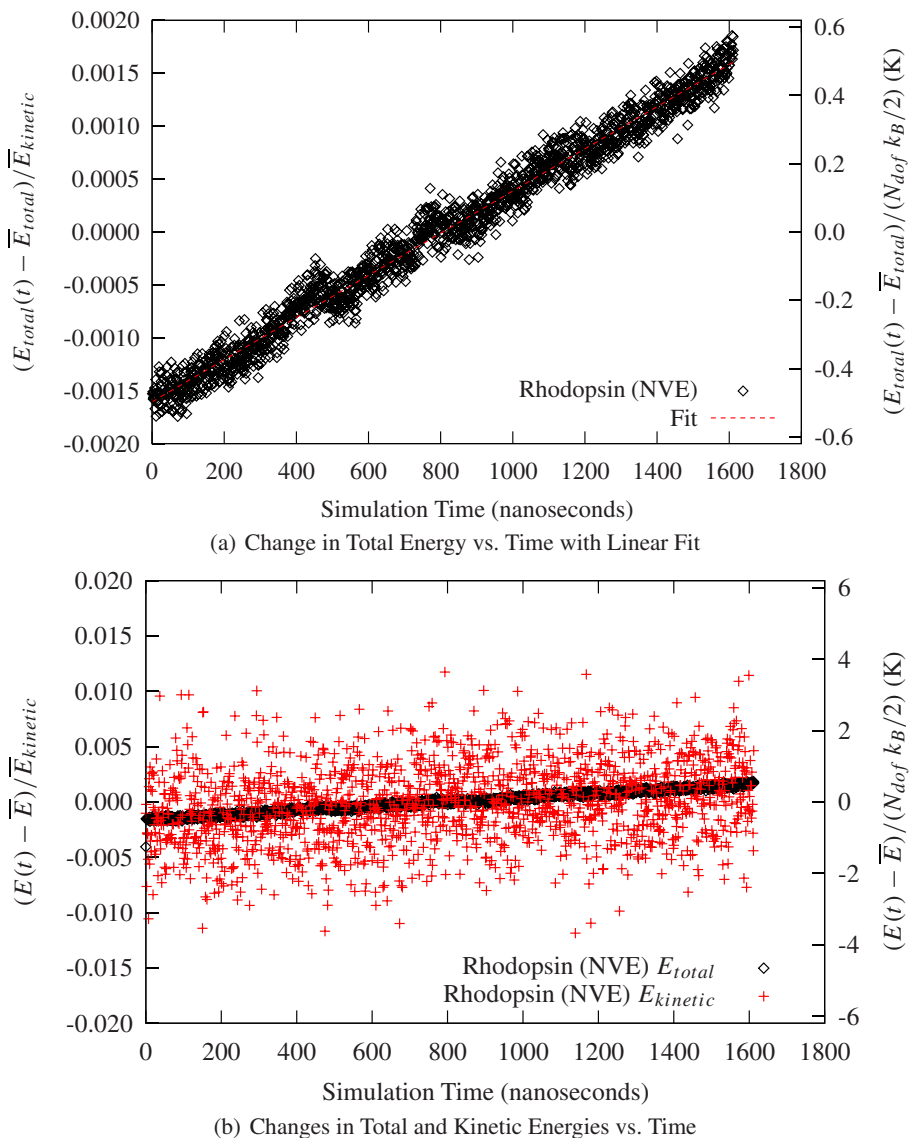 0.0020
0.0015
0.0010
0.0005
0.0000
-0.0005
-0.0010
-0.0015
-0.0020
(E_total(t) − E̅_total)/E̅_kinetic
0.6
0.4
0.2
0.0
-0.2
-0.4
-0.6
(E_total(t) − E̅_total)/(N_dof k_B/2) (K)
Rhodopsin (NVE)
Fit
0 200 400 600 800 1000 1200 1400 1600 1800
Simulation Time (nanoseconds)
(a) Change in Total Energy vs. Time with Linear Fit
0.020
0.015
0.010
0.005
0.000
-0.005
-0.010
-0.015
-0.020
(E(t) − E̅)/E̅_kinetic
6
4
2
0
-2
-4
-6
(E(t) − E̅)/(N_dof k_B/2) (K)
Rhodopsin (NVE) E_total
Rhodopsin (NVE) E_kinetic
0 200 400 600 800 1000 1200 1400 1600 1800
Simulation Time (nanoseconds)
(b) Changes in Total and Kinetic Energies vs. Time